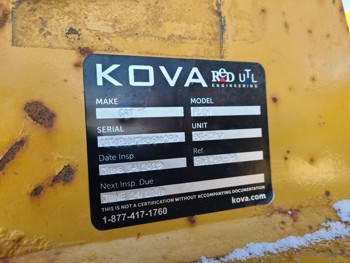 KOVA ReD UTL
ENGINEERING
MAKE MODEL
CAT
SERIAL UNIT
Date Insp. Ref
Next Insp. Due
THIS IS NOT A CERTIFICATION WITHOUT ACCOMPANYING DOCUMENTATION
1-877-417-1760 kova.com